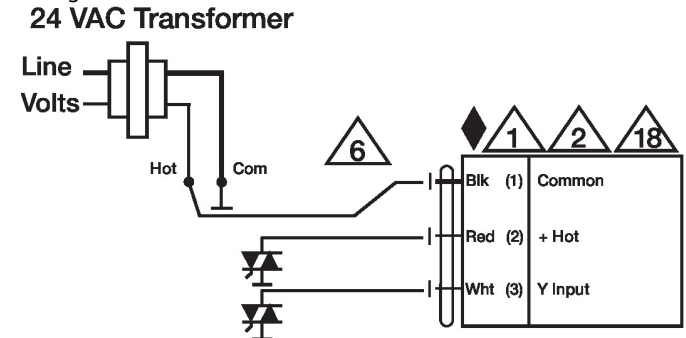 24 VAC Transformer
Line
Volts
Hot
Com
6
1
2
18
Blk (1) Common
Red (2) + Hot
Wht (3) Y Input